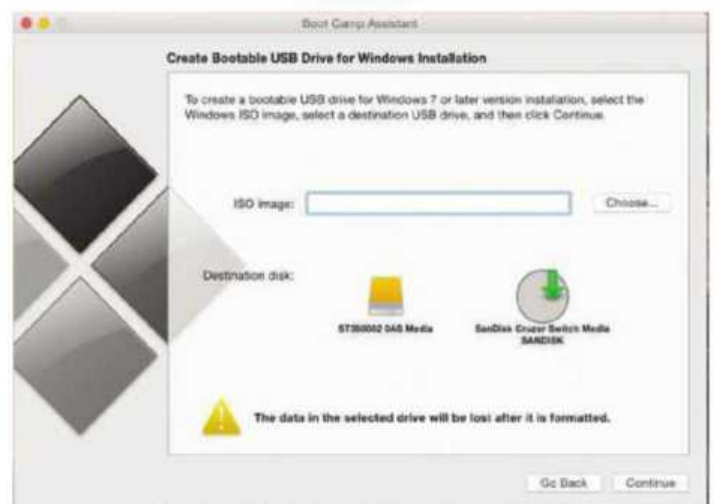 Boot Camp Assistant
Create Bootable USB Drive for Windows Installation
To create a bootable USB drive for Windows 7 or later version installation, select the
Windows ISO image, select a destination USB drive, and then click Continue.
ISO image:
Choose...
Destination disk:
ST350002 0AS Media
SanDisk Cruzer Switch Media
SANDISK
The data in the selected drive will be lost after it is formatted.
Go Back
Continue